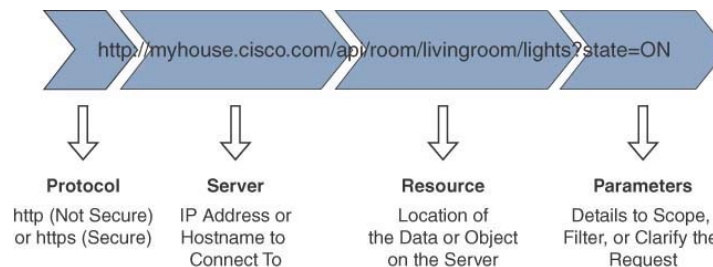 http://myhouse.cisco.com/api/room/livingroom/lights?state=ON
Protocol
http (Not Secure)
or https (Secure)
Server
IP Address or
Hostname to
Connect To
Resource
Location of
the Data or Object
on the Server
Parameters
Details to Scope,
Filter, or Clarify the
Request